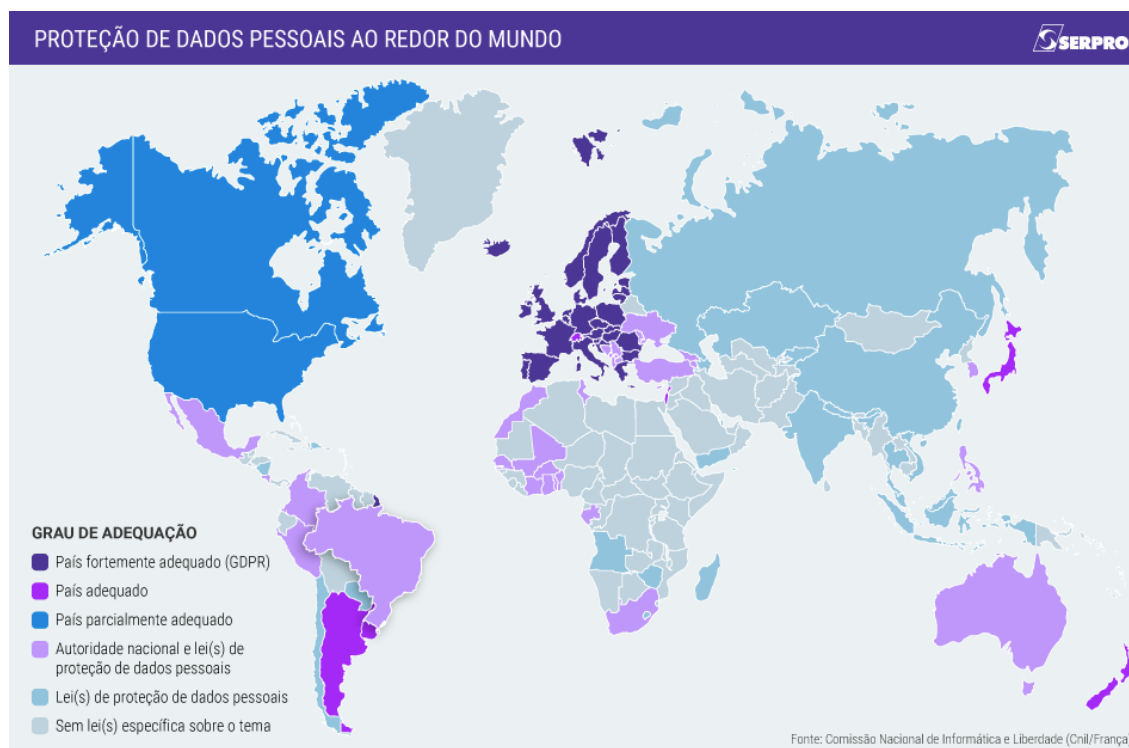 PROTEÇÃO DE DADOS PESSOAIS AO REDOR DO MUNDO
SERPRO
GRAU DE ADEQUAÇÃO
País fortemente adequado (GDPR)
País adequado
País parcialmente adequado
Autoridade nacional e lei(s) de
proteção de dados pessoais
Lei(s) de proteção de dados pessoais
Sem lei(s) específica sobre o tema
Fonte: Comissão Nacional de Informática e Liberdade (Cnil/França)